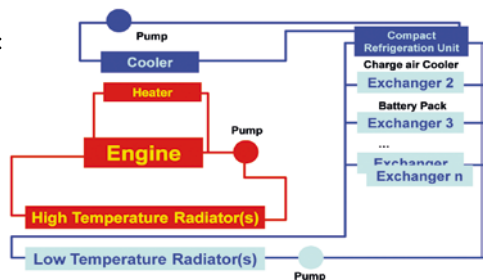 :
Pump
Compact
Refrigeration Unit
Cooler
Charge air Cooler
Heater
Exchanger 2
Battery Pack
Pump
Exchanger 3
...
Engine
Exchanger
Exchanger n
High Temperature Radiator(s)
Low Temperature Radiator(s)
Pump